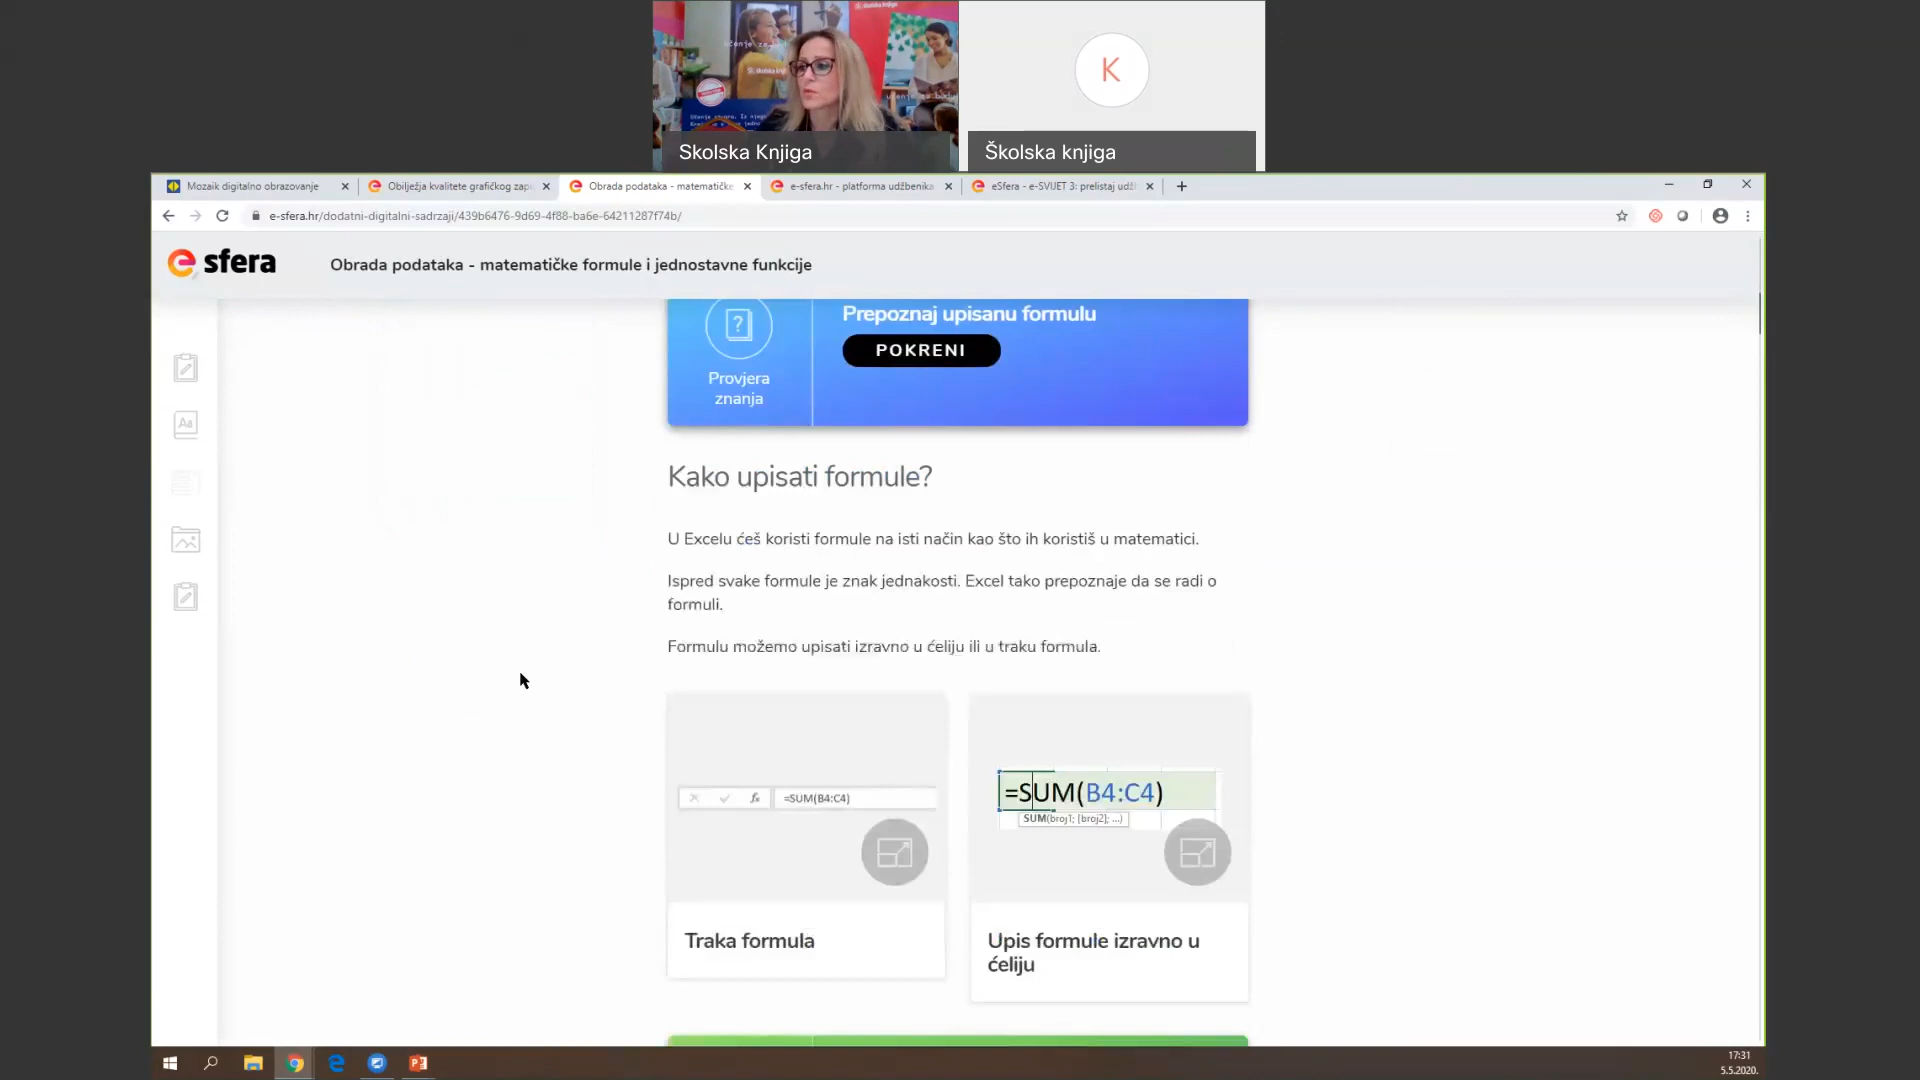 školska knjiga
K
Skolska Knjiga
Školska knjiga
Mozaik digitalno obrazovanje
Obilježja kvalitete grafičkog zapi
Obrada podataka - matematičke
e-sfera.hr - platforma udžbenika
eSfera - e-SVIJET 3: prelistaj udž
e-sfera.hr/dodatni-digitalni-sadrzaji/439b6476-9d69-4f88-ba6e-64211287f74b/
e sfera
Obrada podataka - matematičke formule i jednostavne funkcije
Prepoznaj upisanu formulu
POKRENI
Provjera
znanja
Aa
Kako upisati formule?
U Excelu ćeš koristi formule na isti način kao što ih koristiš u matematici.
Ispred svake formule je znak jednakosti. Excel tako prepoznaje da se radi o
formuli.
Formulu možemo upisati izravno u ćeliju ili u traku formula.
fx =SUM(B4:C4)
=SUM(B4:C4)
SUM(broj1; [broj2]; ...)
Traka formula
Upis formule izravno u
ćeliju
17:31
5.5.2020.